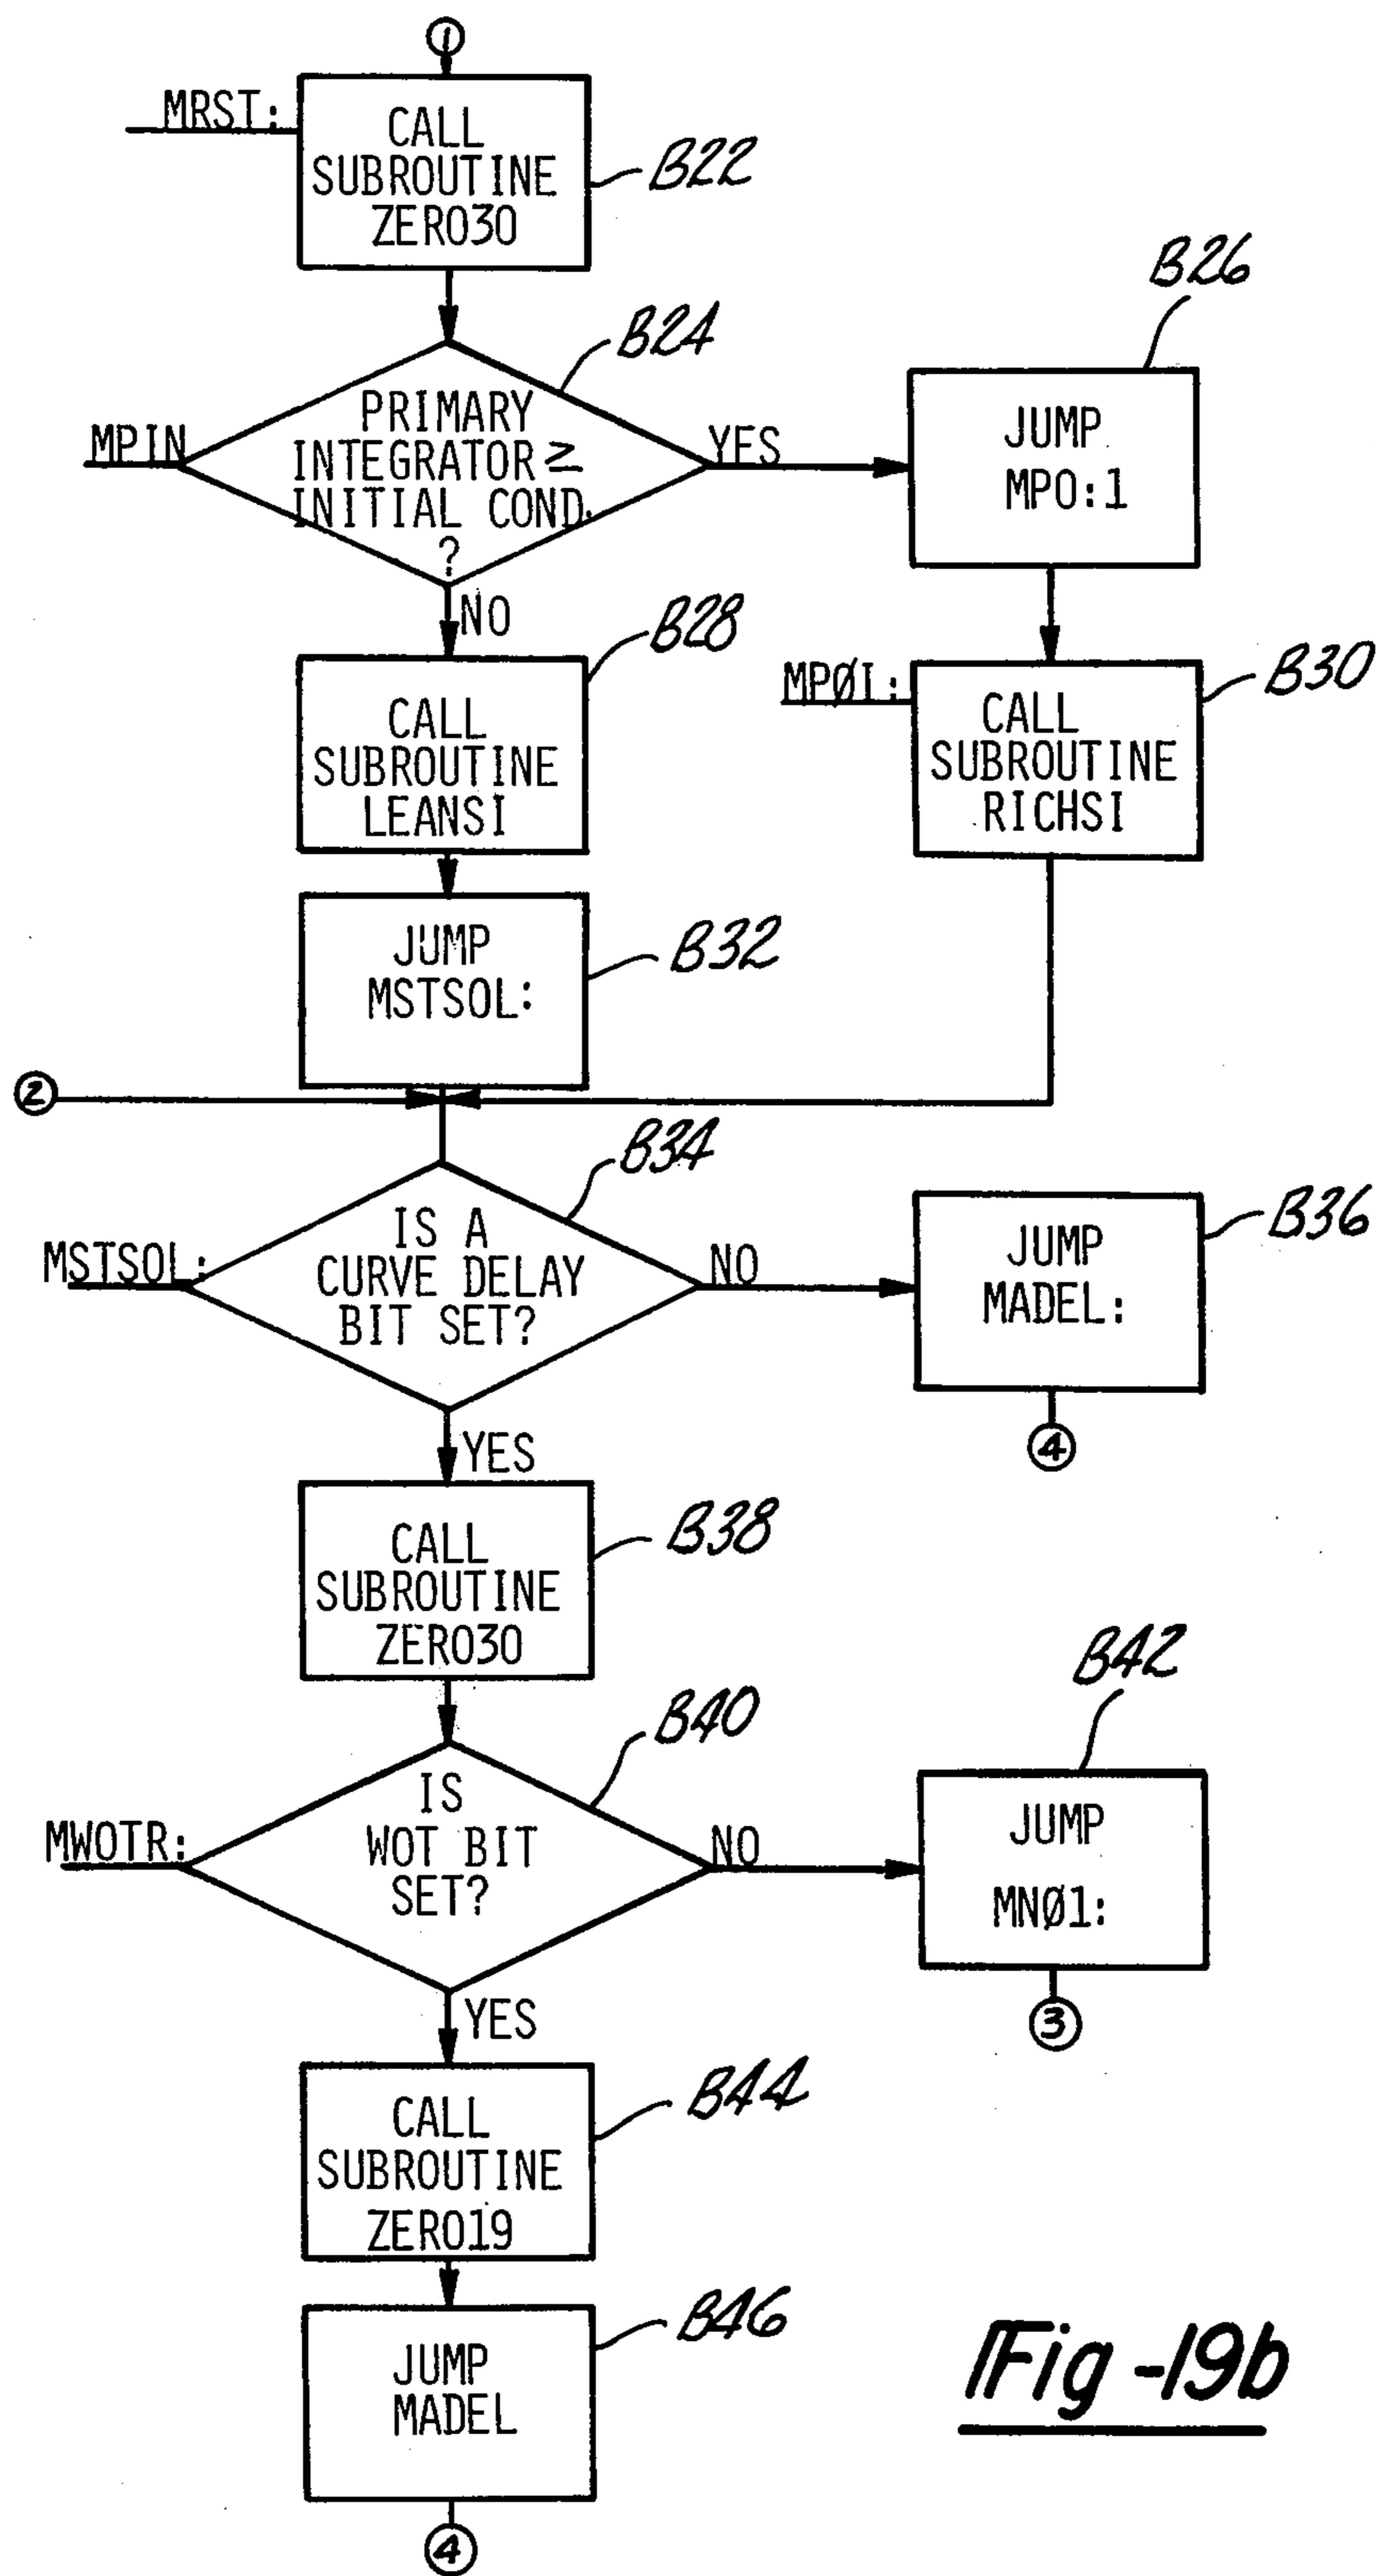 1
MRST:
CALL
SUBROUTINE
ZERO30
B22
B24
MPIN
PRIMARY
INTEGRATOR ≥
INITIAL COND.
?
YES
B26
JUMP
MPO:1
NO
B28
CALL
SUBROUTINE
LEANSI
MPØI:
CALL
SUBROUTINE
RICHSI
B30
JUMP
MSTSOL:
B32
2
B34
MSTSOL:
IS A
CURVE DELAY
BIT SET?
NO
JUMP
MADEL:
B36
4
YES
CALL
SUBROUTINE
ZERO30
B38
B40
MWOTR:
IS
WOT BIT
SET?
NO
B42
JUMP
MNØ1:
3
YES
CALL
SUBROUTINE
ZERO19
B44
JUMP
MADEL
B46
4
Fig-19b